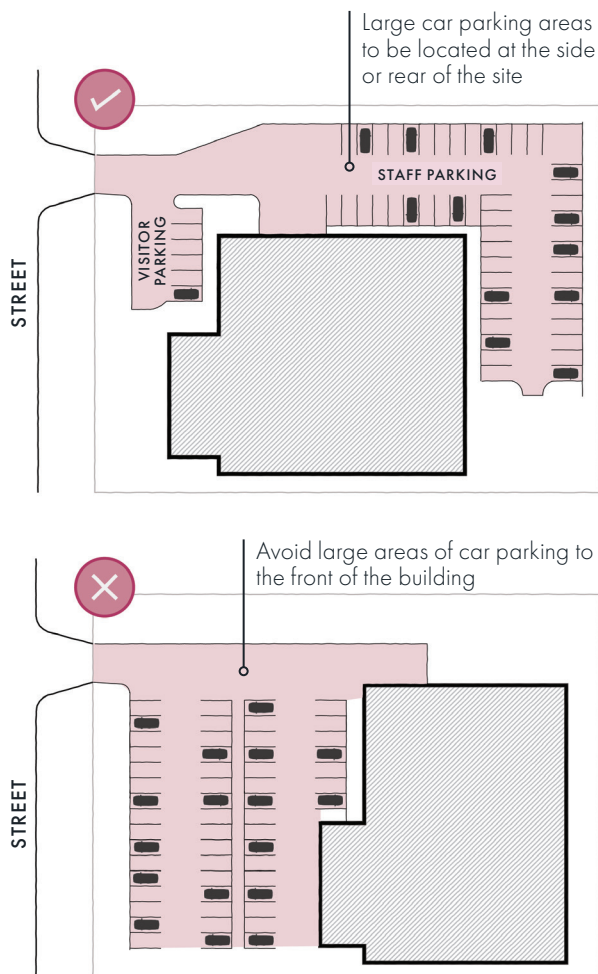 Large car parking areas
to be located at the side
or rear of the site
STAFF PARKING
VISITOR
PARKING
STREET
Avoid large areas of car parking to
the front of the building
STREET